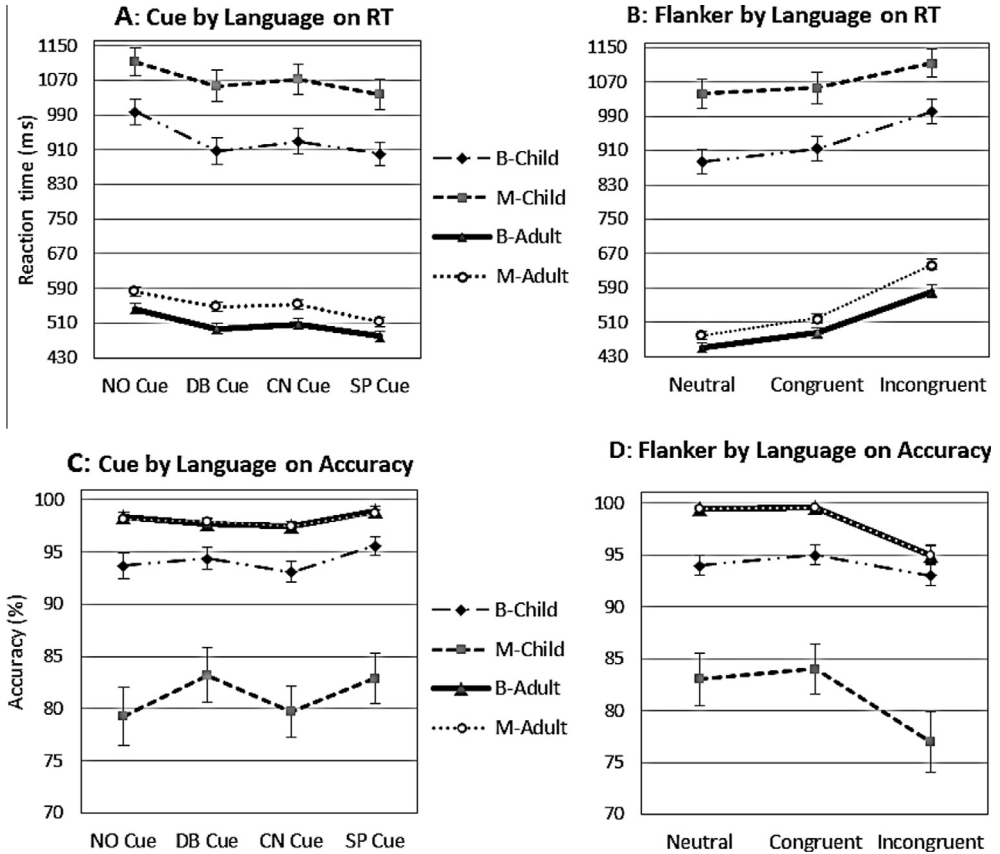 A: Cue by Language on RT
1150
1070
990
910
830
750
670
590
510
430
Reaction time (ms)
NO Cue DB Cue CN Cue SP Cue
B-Child
M-Child
B-Adult
M-Adult
B: Flanker by Language on RT
1150
1070
990
910
830
750
670
590
510
430
Neutral Congruent Incongruent
C: Cue by Language on Accuracy
100
95
90
85
80
75
70
Accuracy (%)
NO Cue DB Cue CN Cue SP Cue
B-Child
M-Child
B-Adult
M-Adult
D: Flanker by Language on Accuracy
100
95
90
85
80
75
70
Neutral Congruent Incongruent